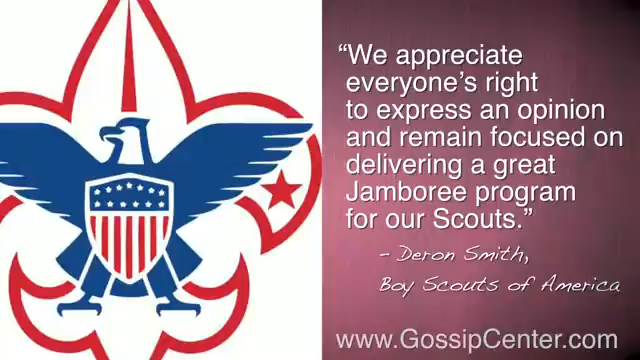 “We appreciate
everyone’s right
to express an opinion
and remain focused on
delivering a great
Jamboree program
for our Scouts.”
– Deron Smith,
Boy Scouts of America
www.GossipCenter.com